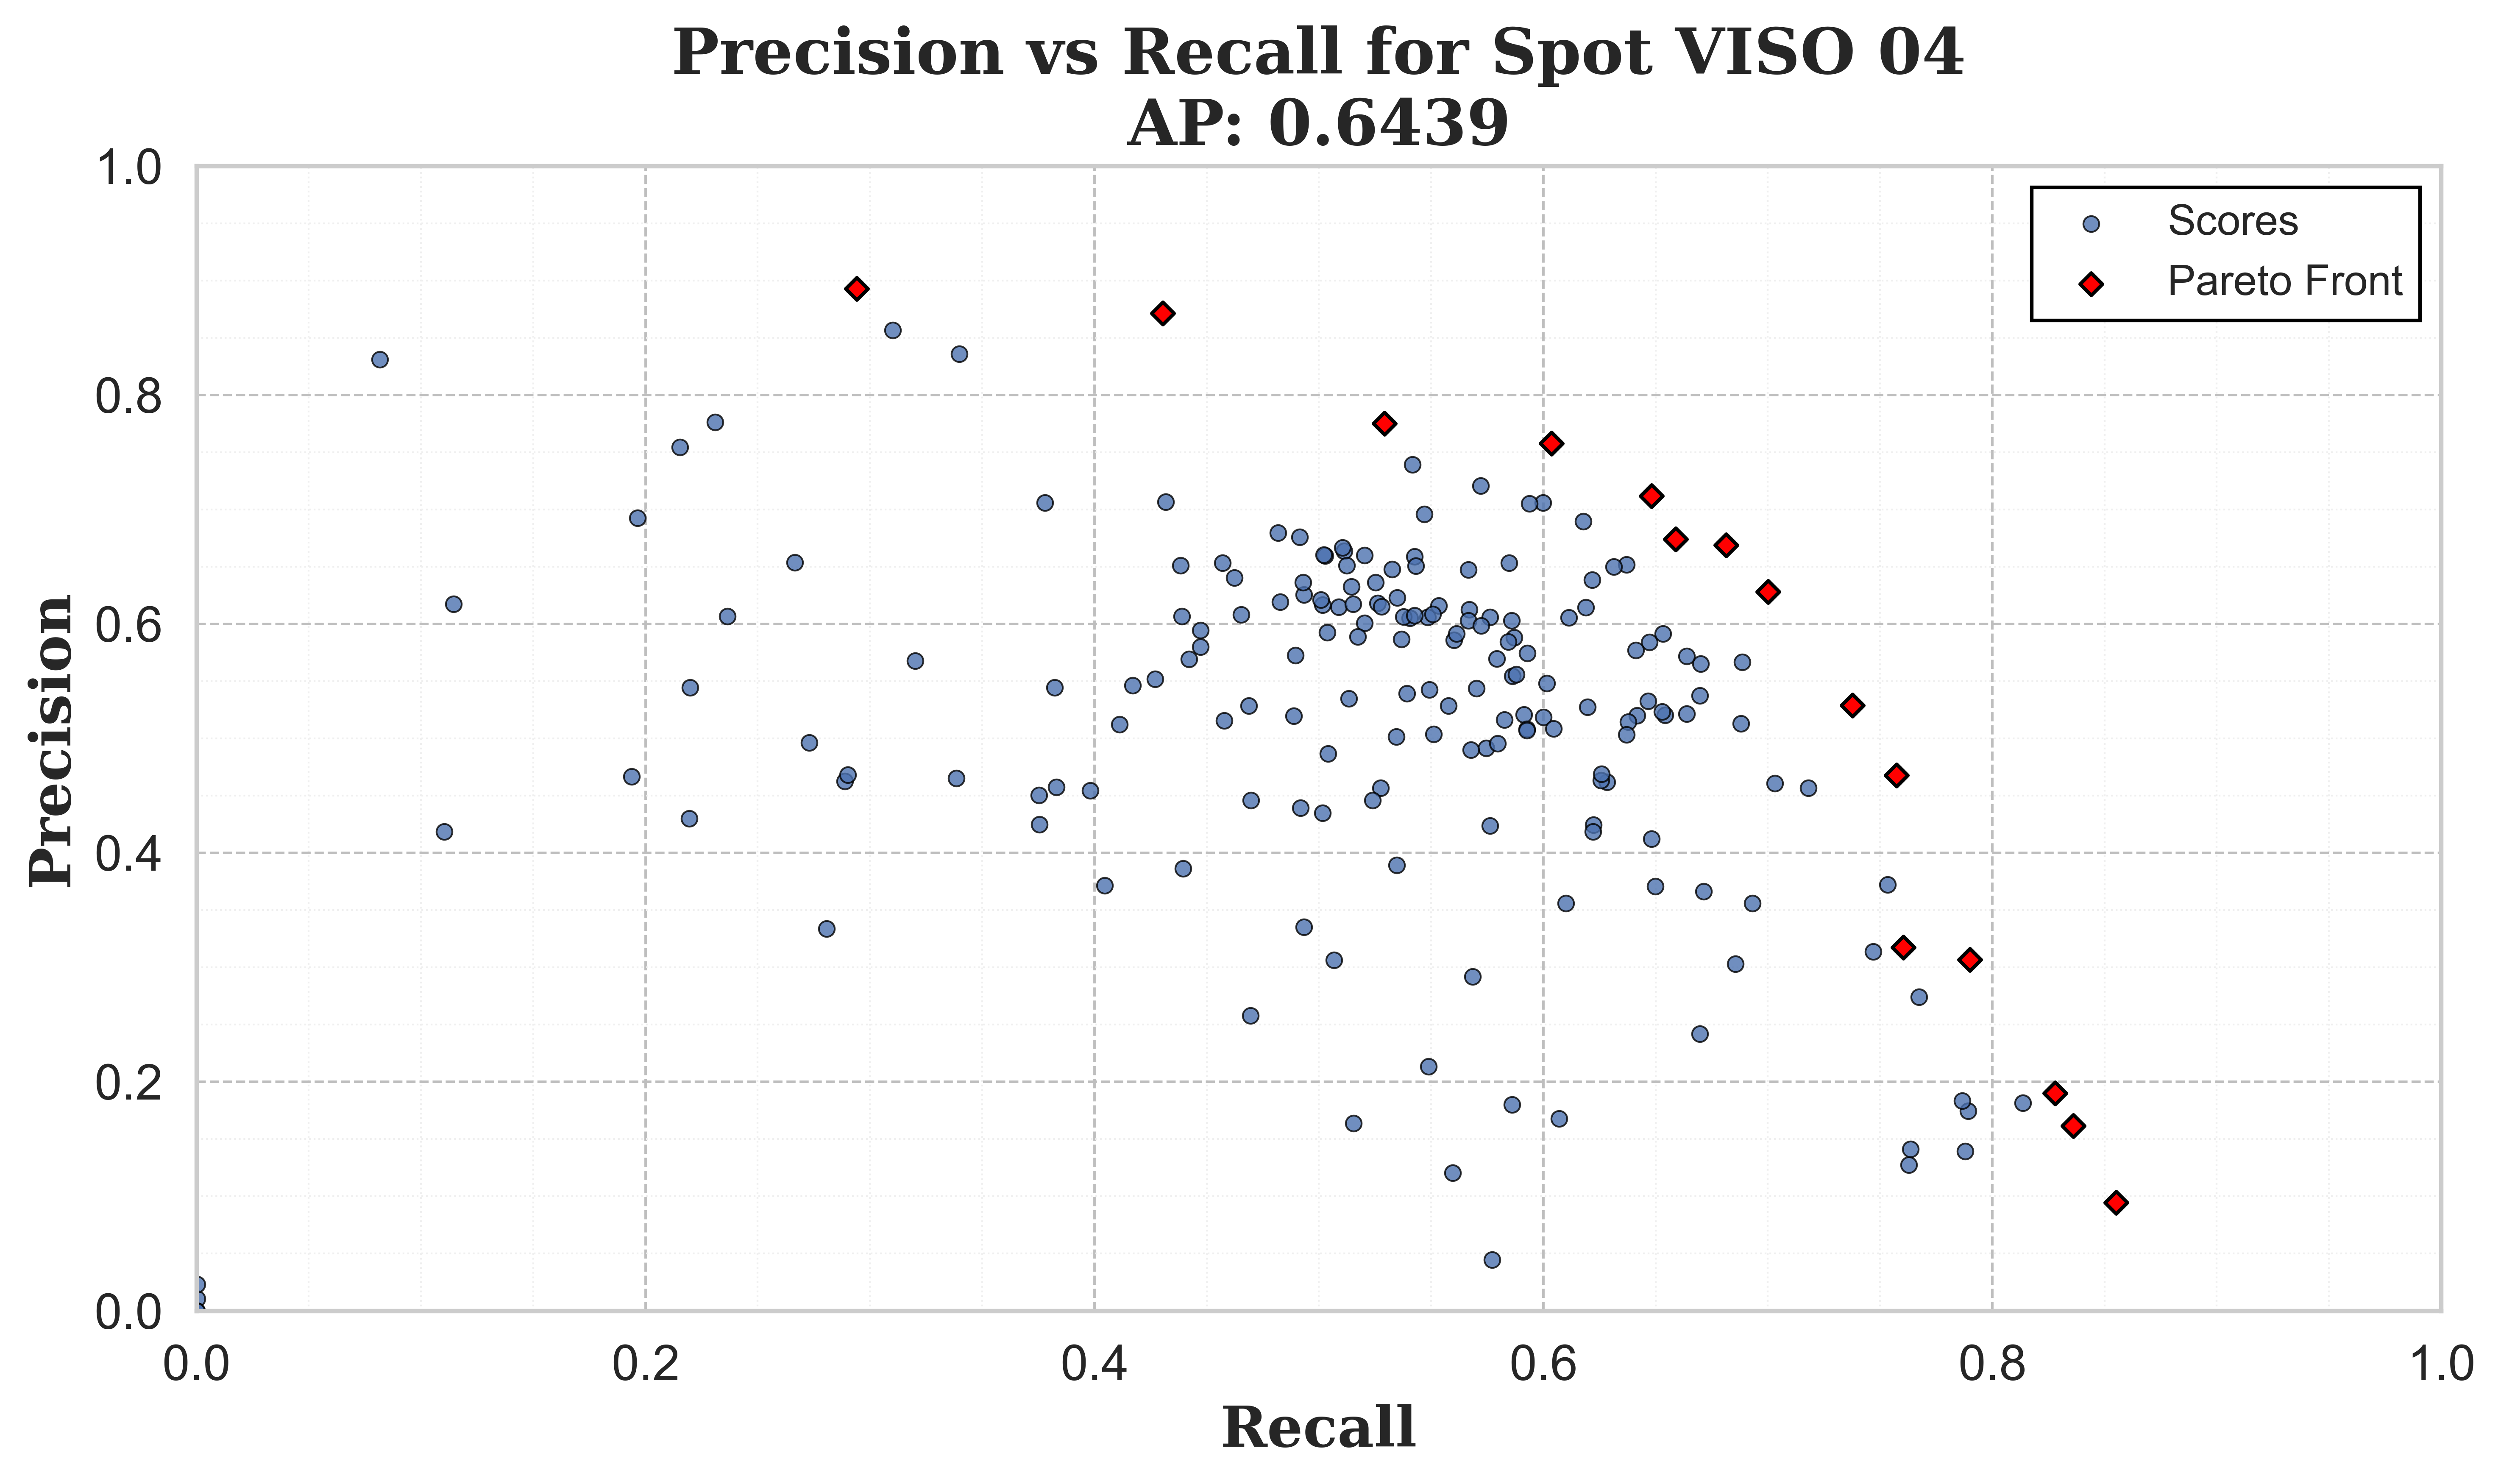 Precision vs Recall for Spot VISO 04
AP: 0.6439
Scores
Pareto Front
Precision
1.0
0.8
0.6
0.4
0.2
0.0
0.0 0.2 0.4 0.6 0.8 1.0
Recall